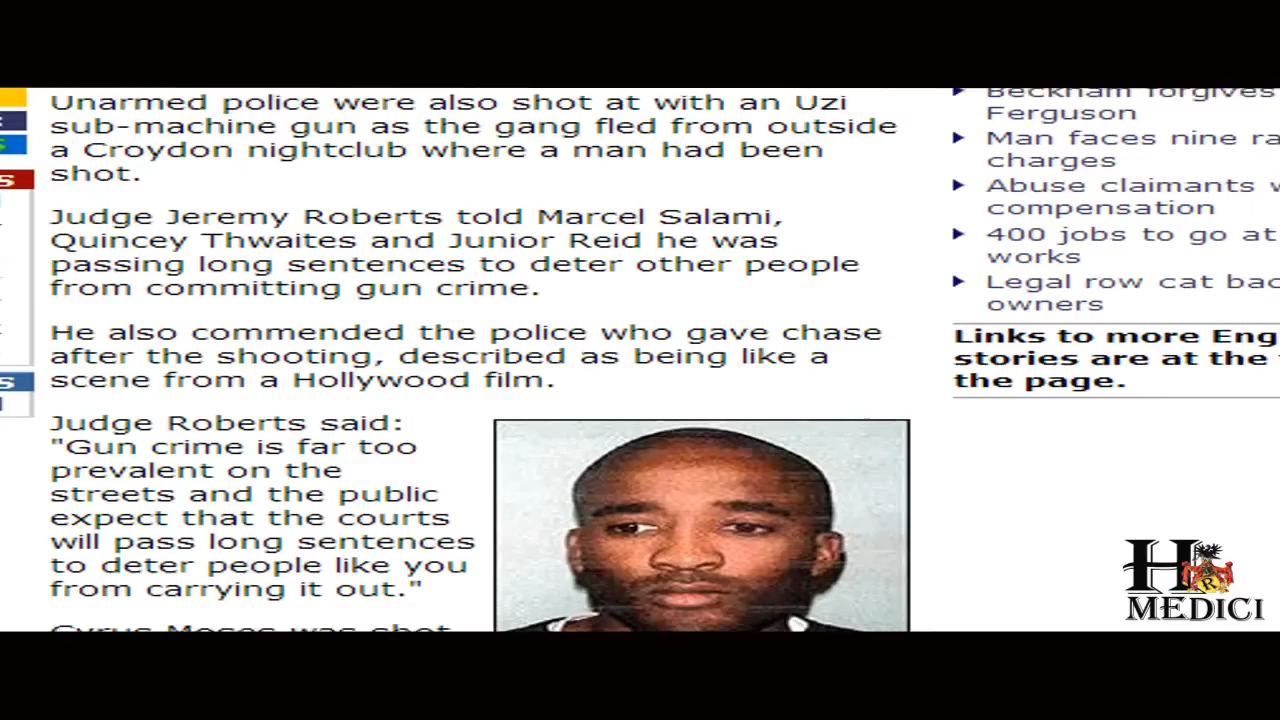 Unarmed police were also shot at with an Uzi
sub-machine gun as the gang fled from outside
a Croydon nightclub where a man had been
shot.
Judge Jeremy Roberts told Marcel Salami,
Quincey Thwaites and Junior Reid he was
passing long sentences to deter other people
from committing gun crime.
He also commended the police who gave chase
after the shooting, described as being like a
scene from a Hollywood film.
Judge Roberts said:
"Gun crime is far too
prevalent on the
streets and the public
expect that the courts
will pass long sentences
to deter people like you
from carrying it out."
Cyrus Moses was shot
Beckham forgives
Ferguson
Man faces nine
charges
Abuse claimants
compensation
400 jobs to go at
works
Legal row cat
owners
Links to more
stories are at the
the page.
H
R
MEDICI